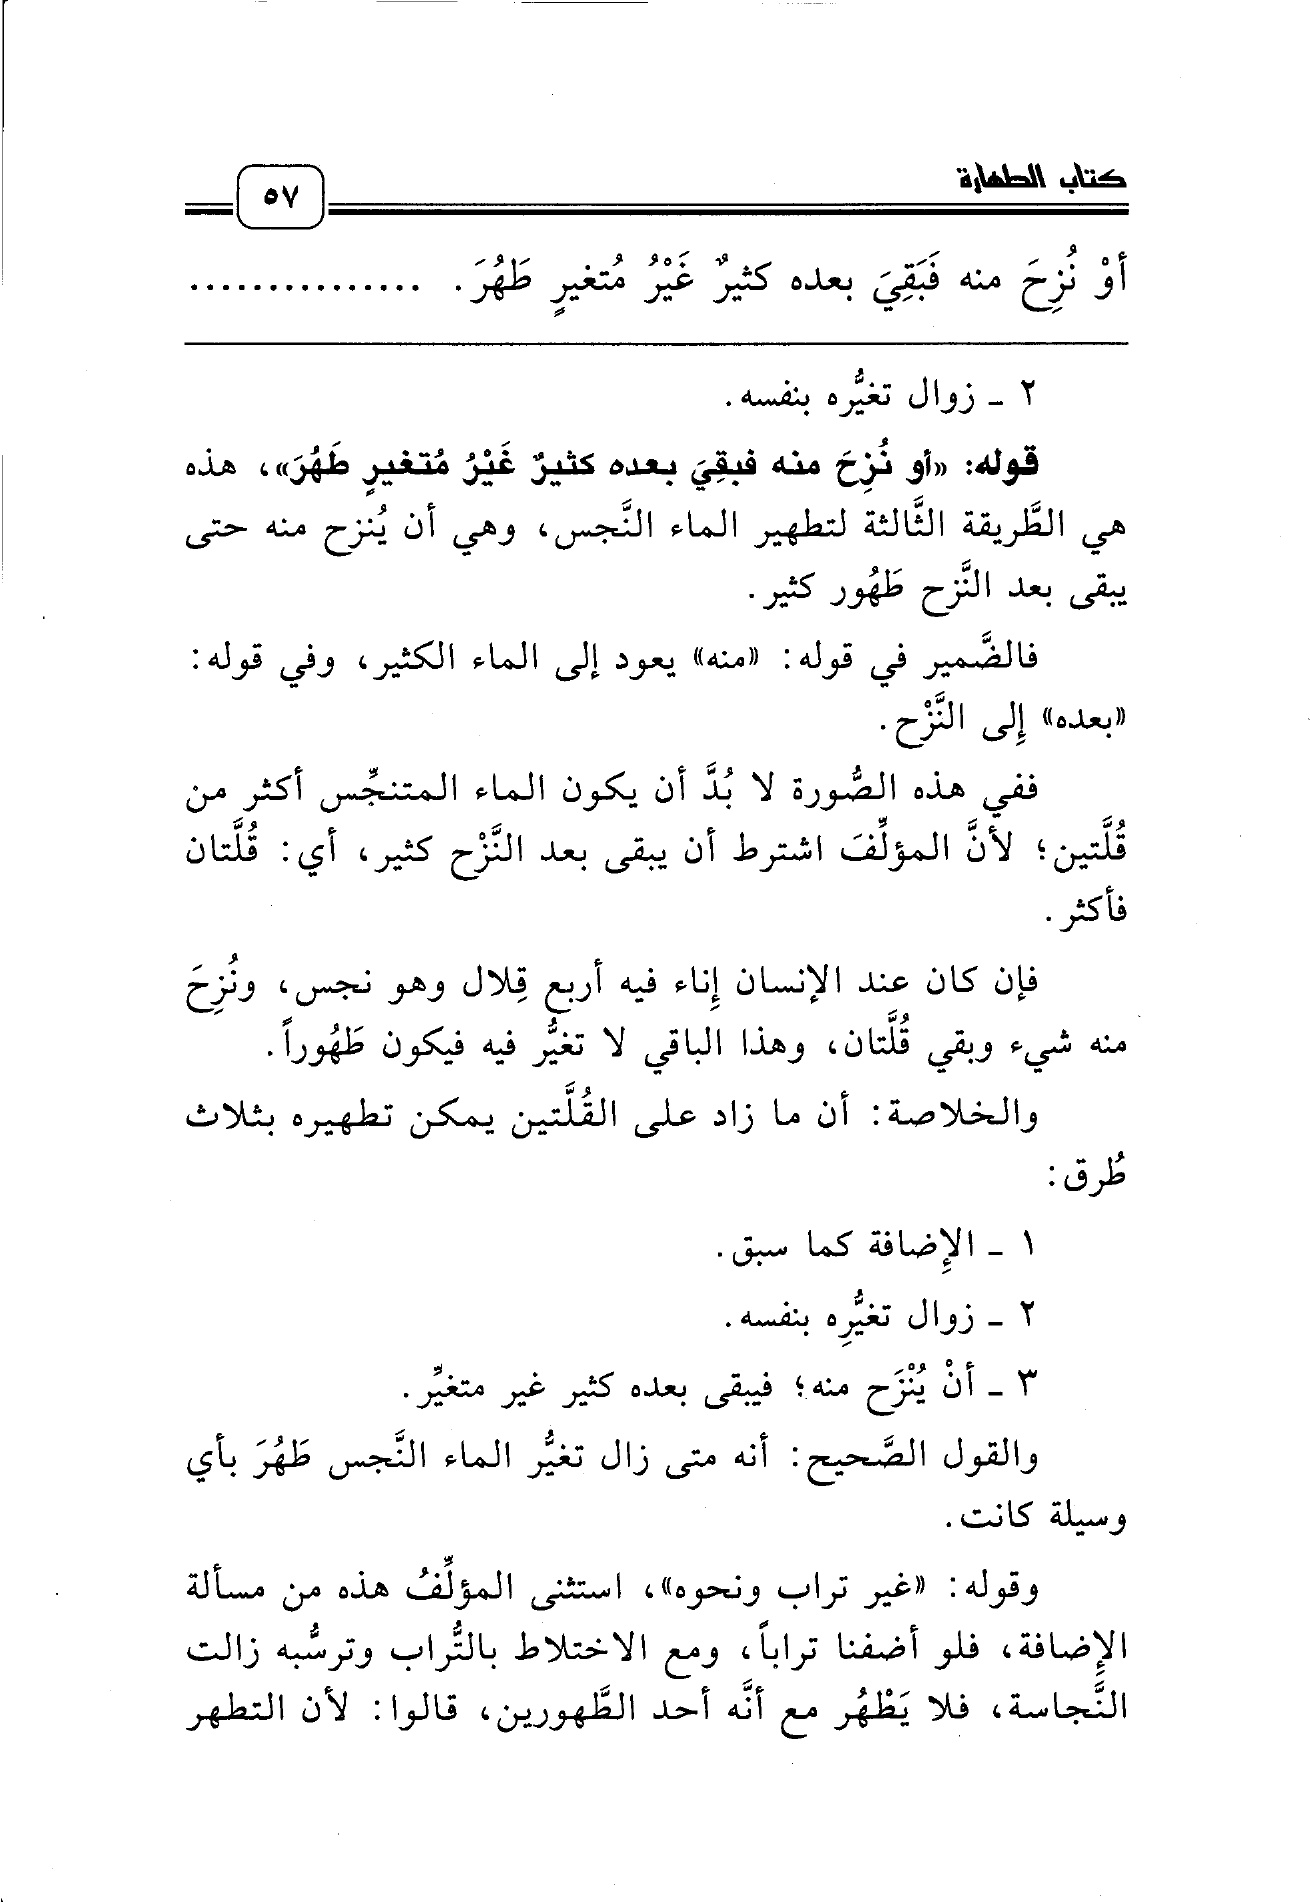 كتاب الطهارة
٥٧
أوْ نُزِحَ منه فَبَقِيَ بعده كثيرٌ غَيْرُ مُتغيرٍ طَهُرَ. ...............
٢ ـ زوال تغيُّره بنفسه.
قوله: «أو نُزِحَ منه فبقِيَ بعده كثيرٌ غَيْرُ مُتغيرٍ طَهُرَ»، هذه
هي الطَّريقة الثَّالثة لتطهير الماء النَّجس، وهي أن يُنزح منه حتى
يبقى بعد النَّزح طَهُور كثير.
فالضَّمير في قوله: «منه» يعود إلى الماء الكثير، وفي قوله:
«بعده» إِلى النَّزْح.
ففي هذه الصُّورة لا بُدَّ أن يكون الماء المتنجِّس أكثر من
قُلَّتين؛ لأنَّ المؤلِّفَ اشترط أن يبقى بعد النَّزْح كثير، أي: قُلَّتان
فأكثر.
فإن كان عند الإنسان إِناء فيه أربع قِلال وهو نجس، ونُزِحَ
منه شيء وبقي قُلَّتان، وهذا الباقي لا تغيُّر فيه فيكون طَهُوراً.
والخلاصة: أن ما زاد على القُلَّتين يمكن تطهيره بثلاث
طُرق:
١ ـ الإِضافة كما سبق.
٢ ـ زوال تغيُّرِه بنفسه.
٣ ـ أنْ يُنْزَح منه؛ فيبقى بعده كثير غير متغيِّر.
والقول الصَّحيح: أنه متى زال تغيُّر الماء النَّجس طَهُرَ بأي
وسيلة كانت.
وقوله: «غير تراب ونحوه»، استثنى المؤلِّفُ هذه من مسألة
الإِضافة، فلو أضفنا تراباً، ومع الاختلاط بالتُّراب وترسُّبه زالت
النَّجاسة، فلا يَطْهُر مع أنَّه أحد الطَّهورين، قالوا: لأن التطهر